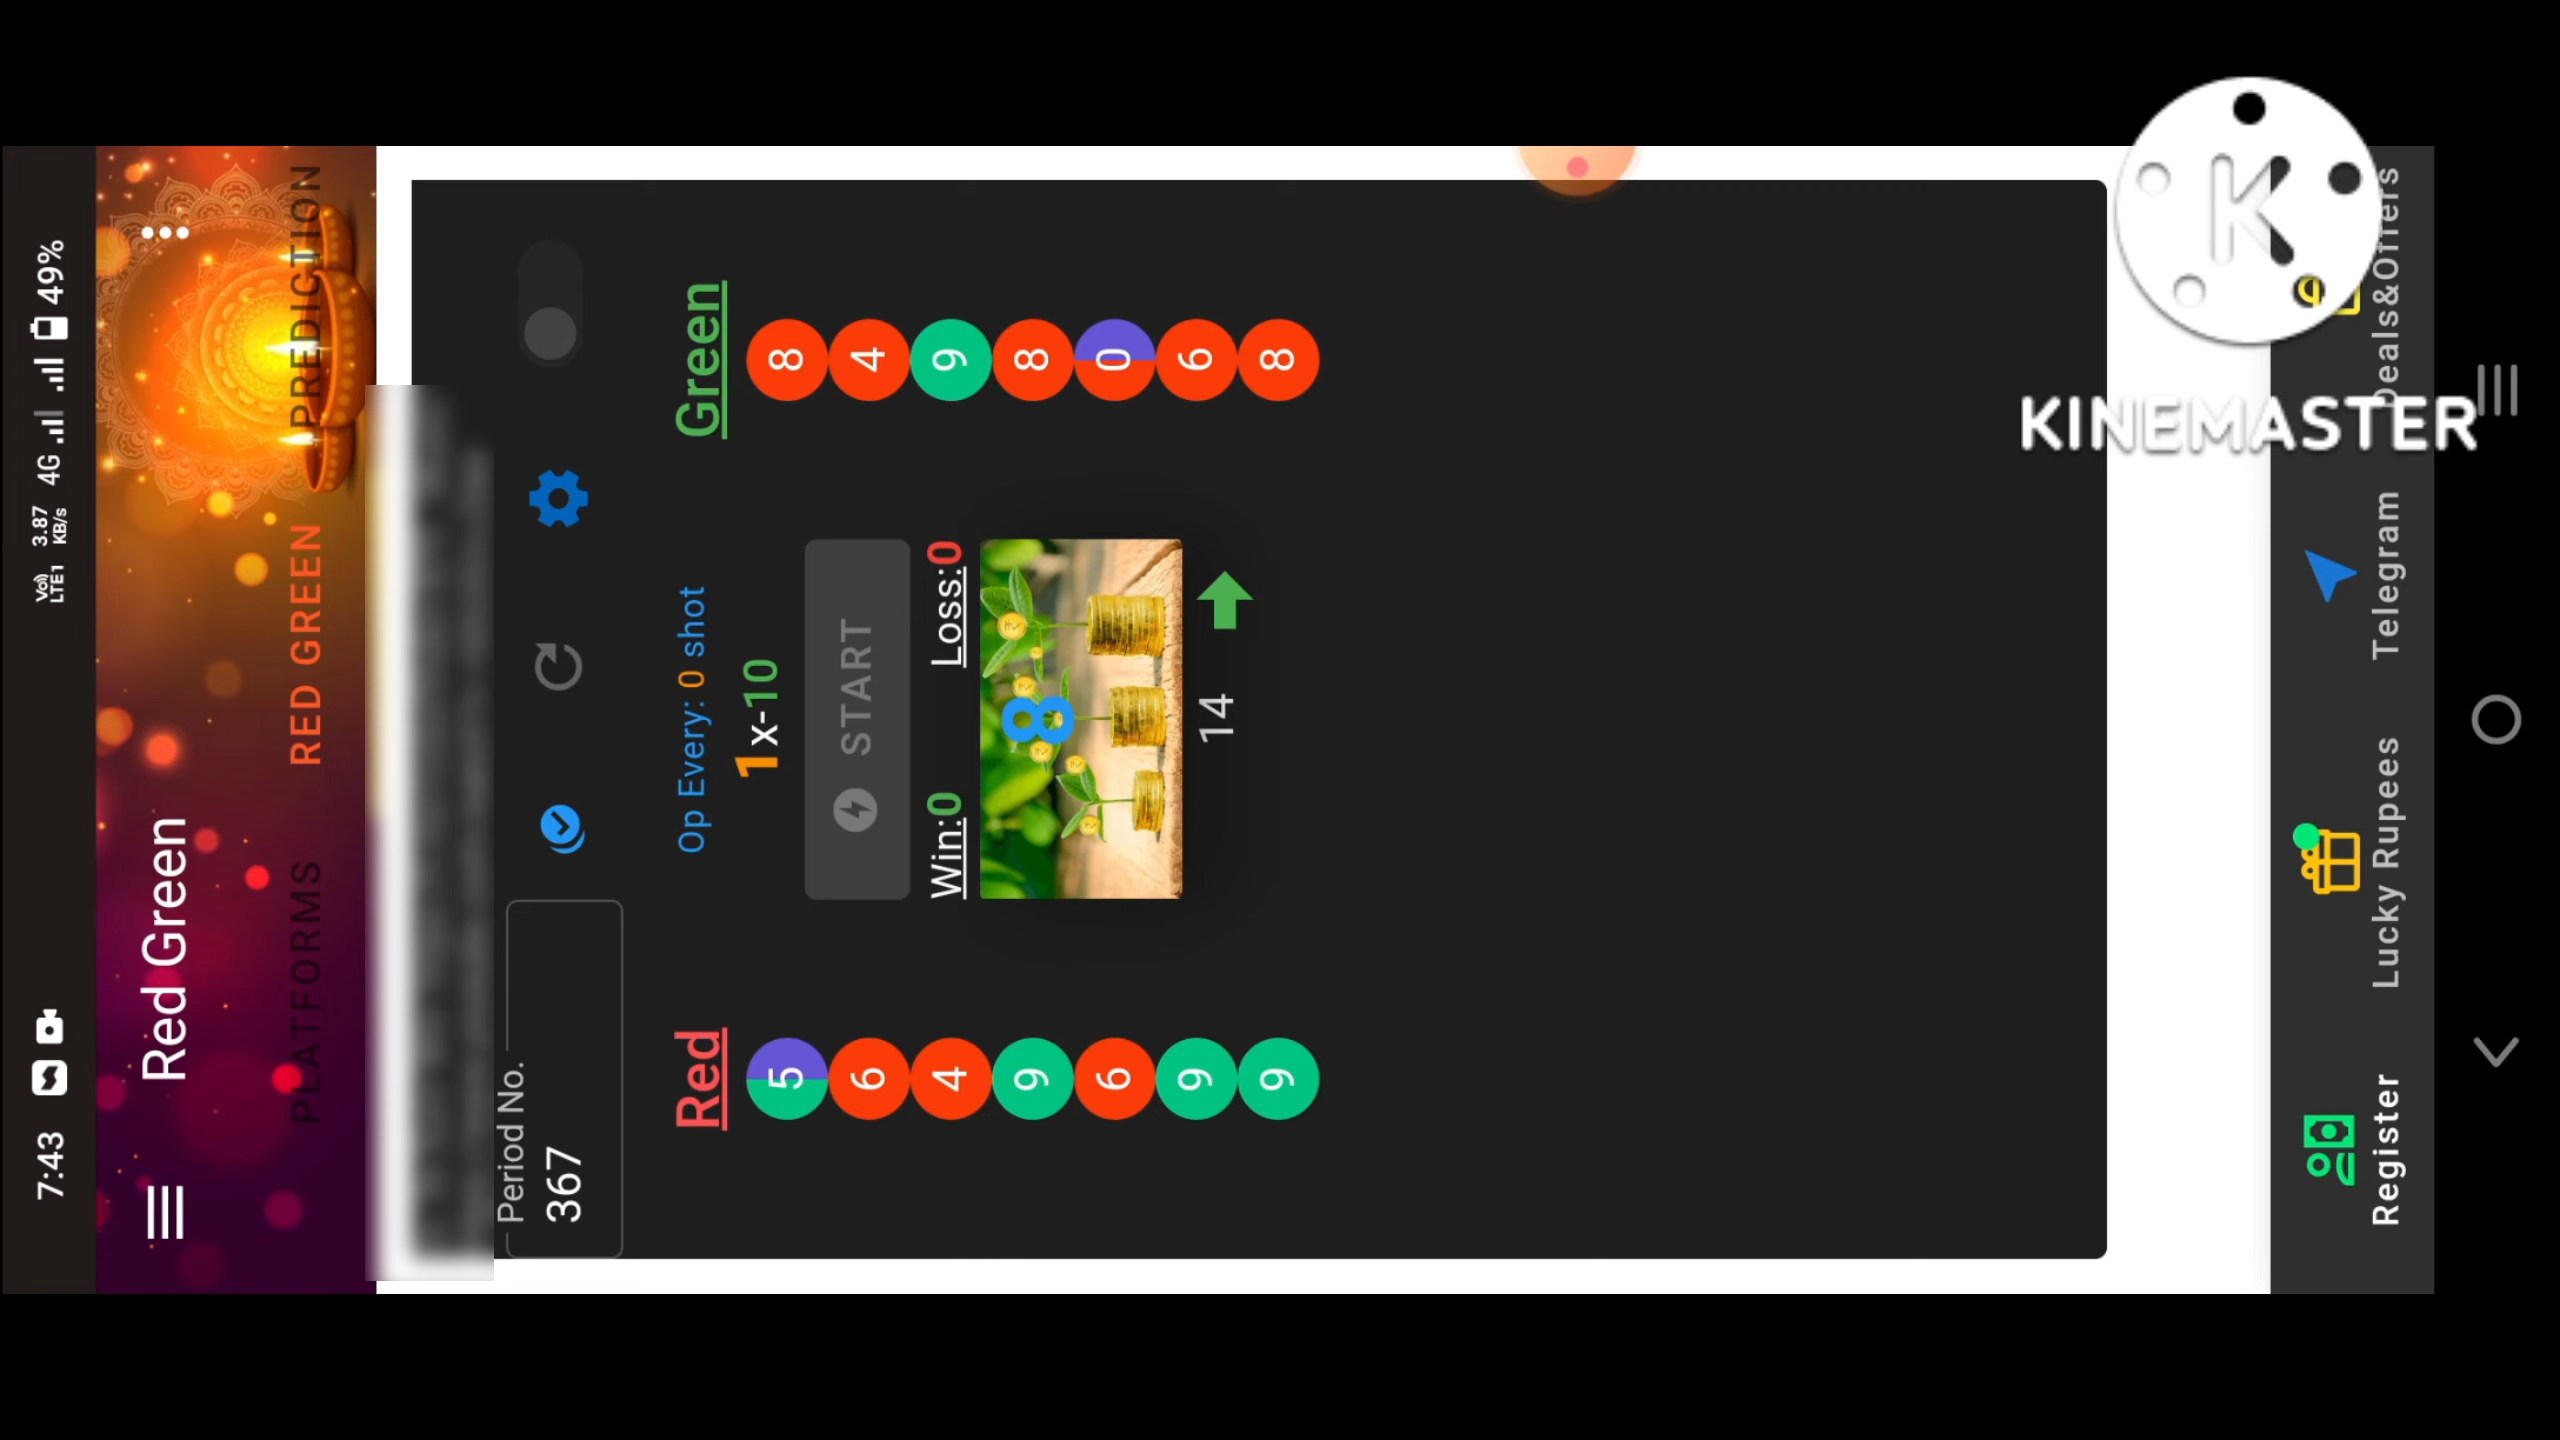 7:43
Vo)) LTE1
3.87 KB/s
4G
49%
Red Green
PLATFORMS
RED GREEN
PREDICTION
Period No.
367
Red
Op Every: 0 shot
Green
1x-10
START
Win:0
Loss:0
8
14
5
6
4
9
6
9
9
8
4
9
8
0
6
8
Register
Lucky Rupees
Telegram
Deals&Offers
K
KINEMASTER